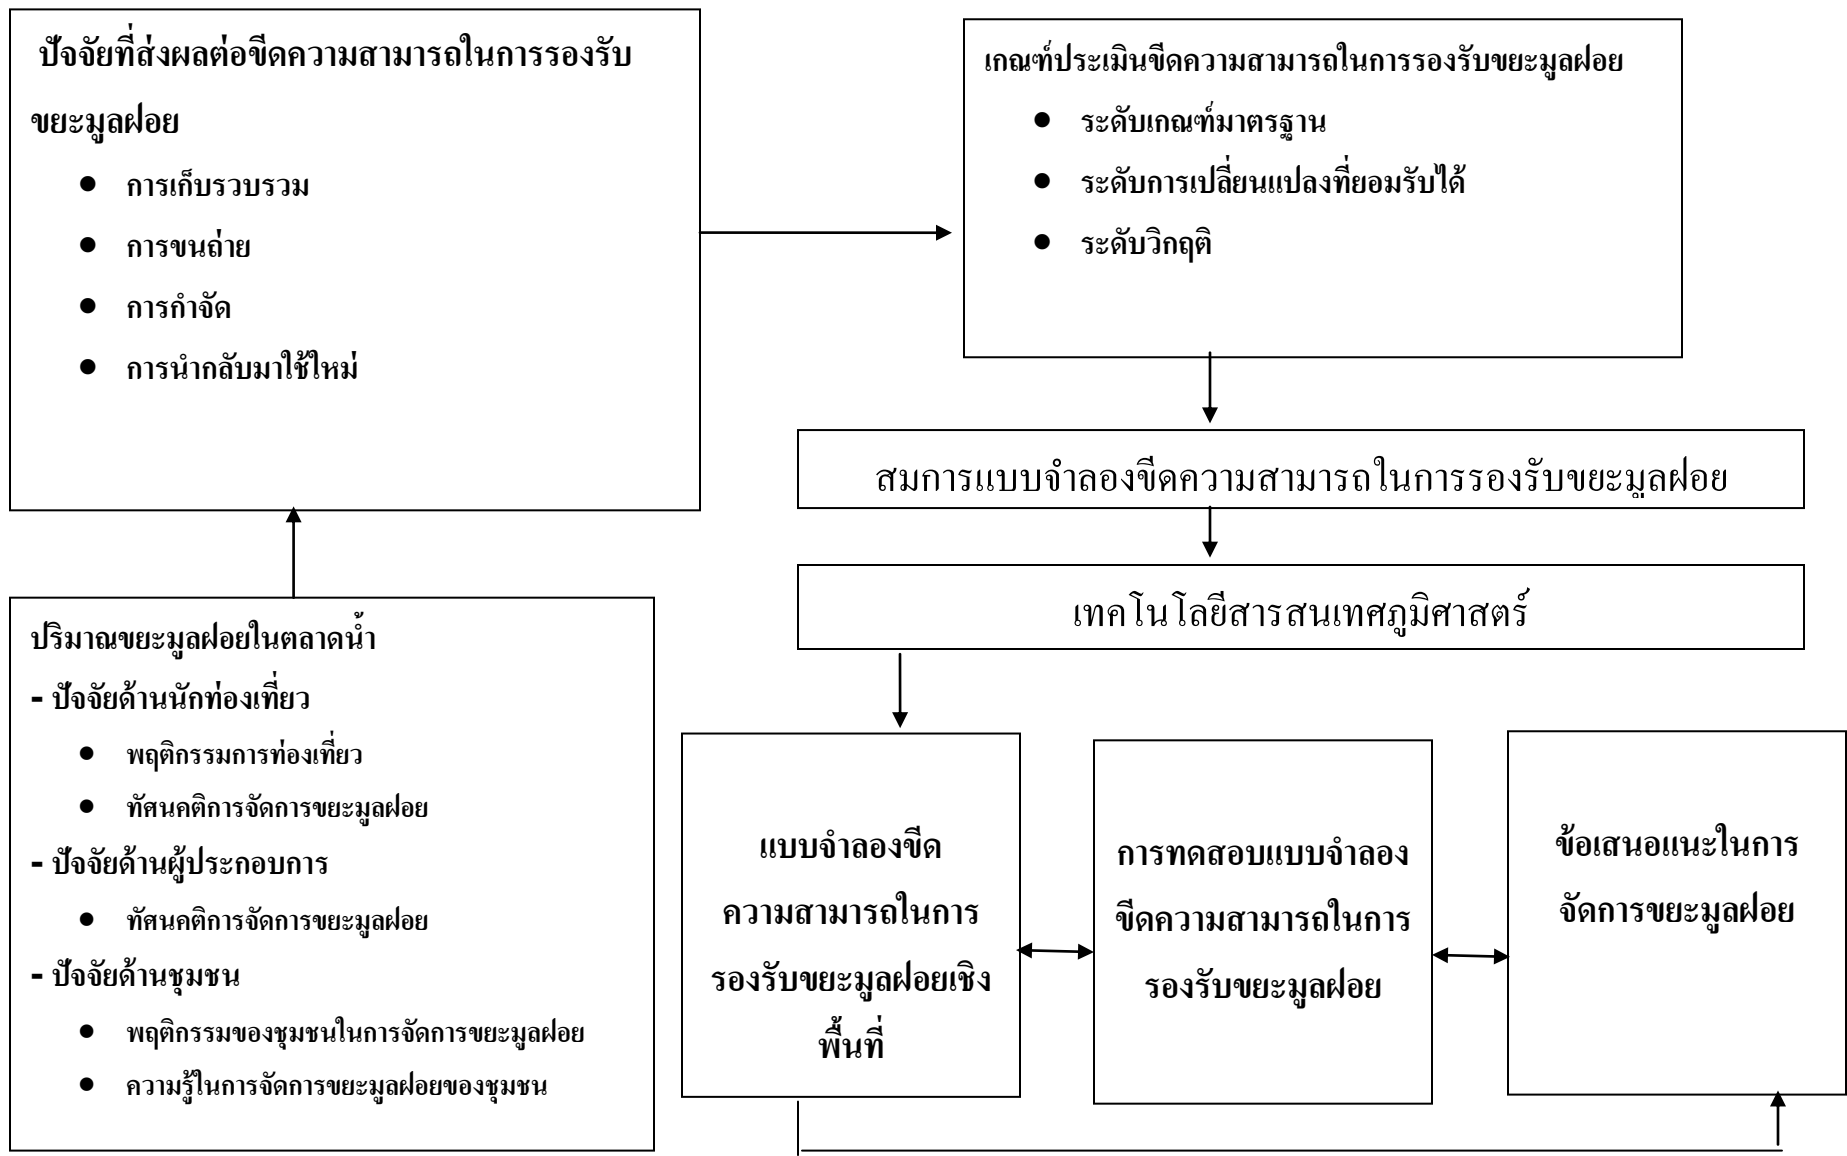 ปัจจัยที่ส่งผลต่อขีดความสามารถในการรองรับ
ขยะมูลฝอย
● การเก็บรวบรวม
● การขนถ่าย
● การกำจัด
● การนำกลับมาใช้ใหม่
เกณฑ์ประเมินขีดความสามารถในการรองรับขยะมูลฝอย
● ระดับเกณฑ์มาตรฐาน
● ระดับการเปลี่ยนแปลงที่ยอมรับได้
● ระดับวิกฤติ
สมการแบบจำลองขีดความสามารถในการรองรับขยะมูลฝอย
เทคโนโลยีสารสนเทศภูมิศาสตร์
ปริมาณขยะมูลฝอยในตลาดน้ำ
- ปัจจัยด้านนักท่องเที่ยว
● พฤติกรรมการท่องเที่ยว
● ทัศนคติการจัดการขยะมูลฝอย
- ปัจจัยด้านผู้ประกอบการ
● ทัศนคติการจัดการขยะมูลฝอย
- ปัจจัยด้านชุมชน
● พฤติกรรมของชุมชนในการจัดการขยะมูลฝอย
● ความรู้ในการจัดการขยะมูลฝอยของชุมชน
แบบจำลองขีด
ความสามารถในการ
รองรับขยะมูลฝอยเชิง
พื้นที่
การทดสอบแบบจำลอง
ขีดความสามารถในการ
รองรับขยะมูลฝอย
ข้อเสนอแนะในการ
จัดการขยะมูลฝอย